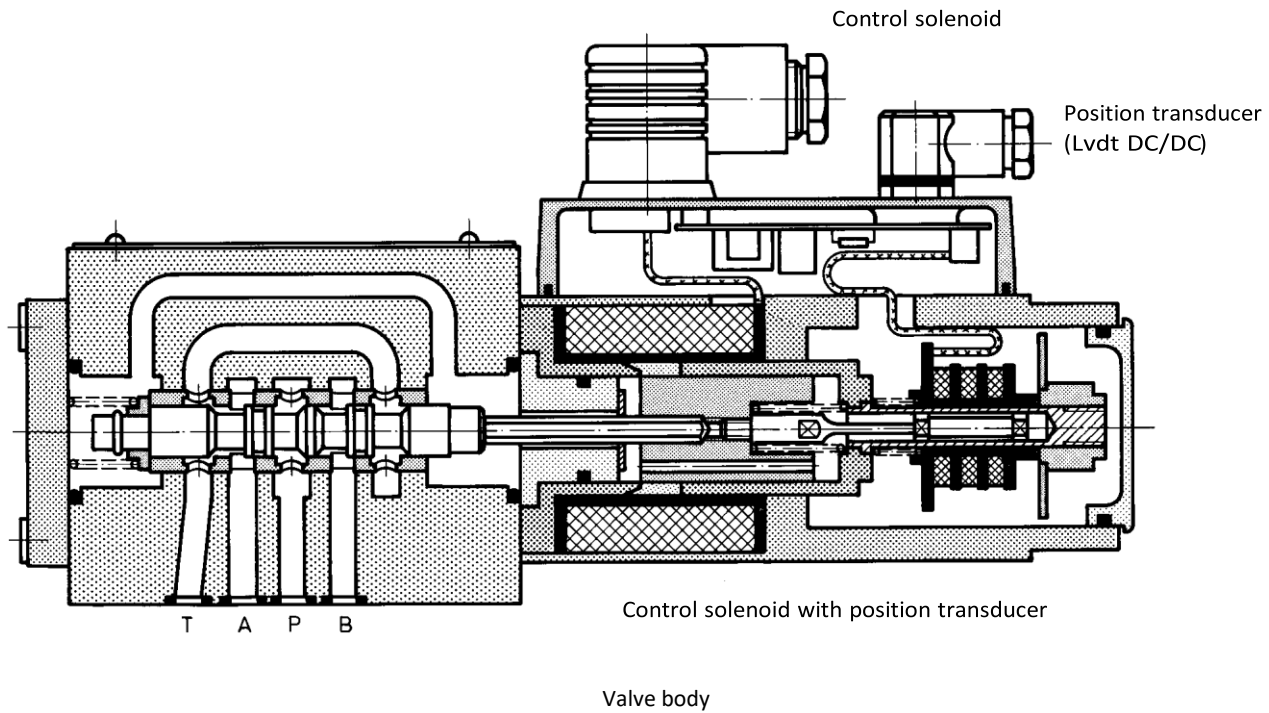 Control solenoid
Position transducer
(Lvdt DC/DC)
T A P B
Control solenoid with position transducer
Valve body